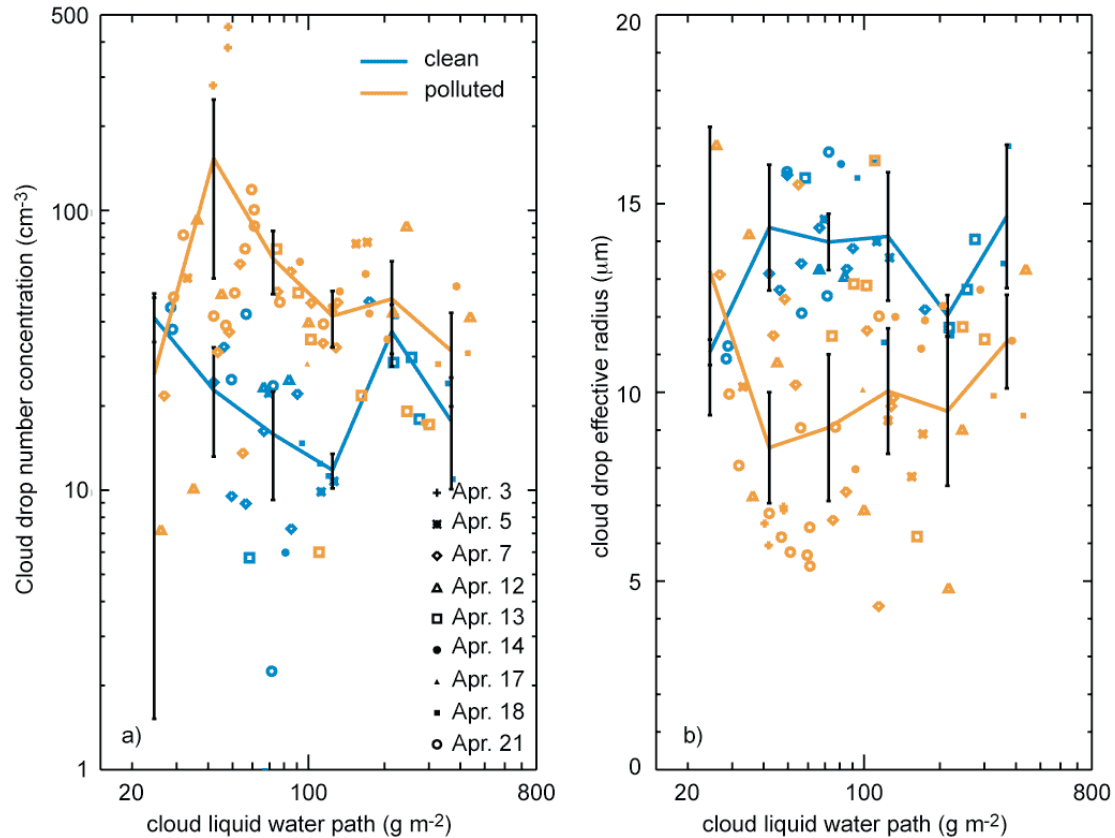 500
100
10
1
Cloud drop number concentration (cm-3)
clean
polluted
Apr. 3
Apr. 5
Apr. 7
Apr. 12
Apr. 13
Apr. 14
Apr. 17
Apr. 18
Apr. 21
a)
20 100 800
cloud liquid water path (g m-2)
20
15
10
5
0
cloud drop effective radius (μm)
b)
20 100 800
cloud liquid water path (g m-2)